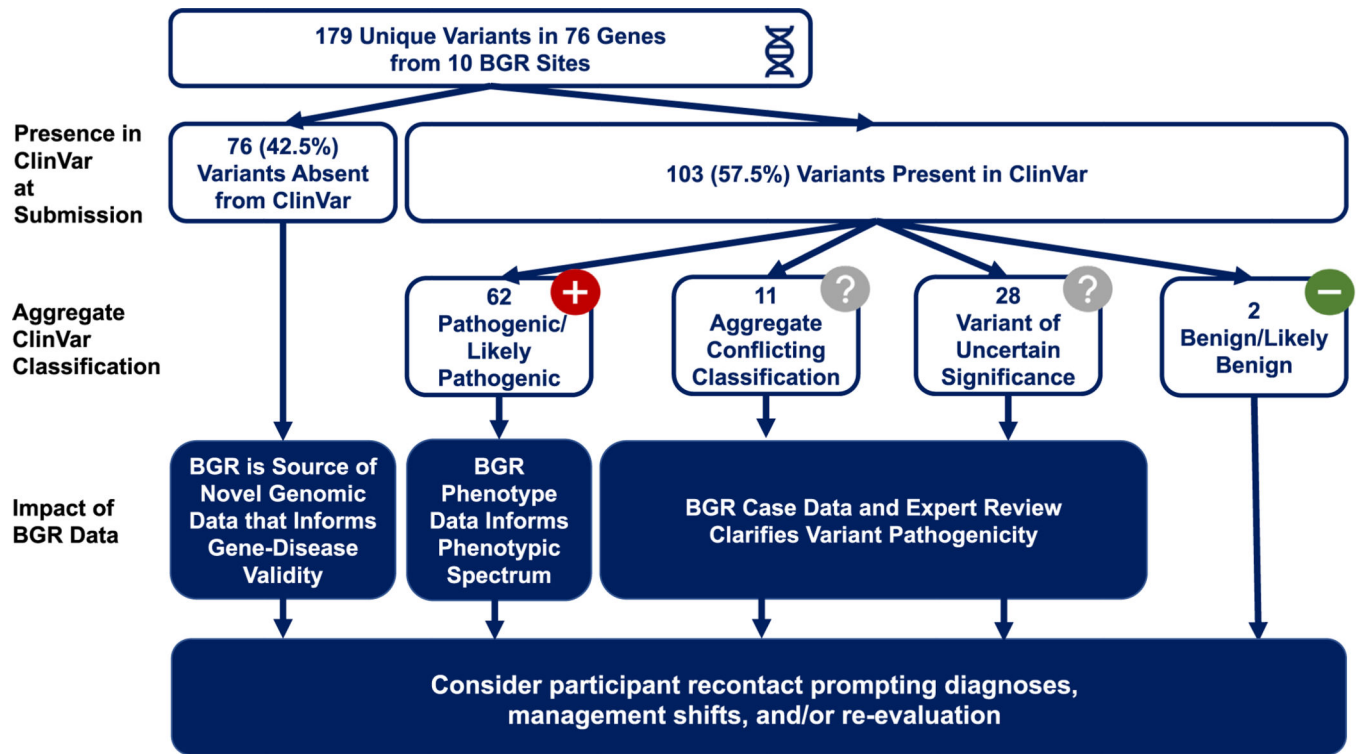 179 Unique Variants in 76 Genes
from 10 BGR Sites
Presence in
ClinVar
at
Submission
76 (42.5%)
Variants Absent
from ClinVar
103 (57.5%) Variants Present in ClinVar
Aggregate
ClinVar
Classification
62
Pathogenic/
Likely
Pathogenic
+
11
Aggregate
Conflicting
Classification
?
28
Variant of
Uncertain
Significance
?
2
Benign/Likely
Benign
−
Impact of
BGR Data
BGR is Source of
Novel Genomic
Data that Informs
Gene-Disease
Validity
BGR
Phenotype
Data Informs
Phenotypic
Spectrum
BGR Case Data and Expert Review
Clarifies Variant Pathogenicity
Consider participant recontact prompting diagnoses,
management shifts, and/or re-evaluation